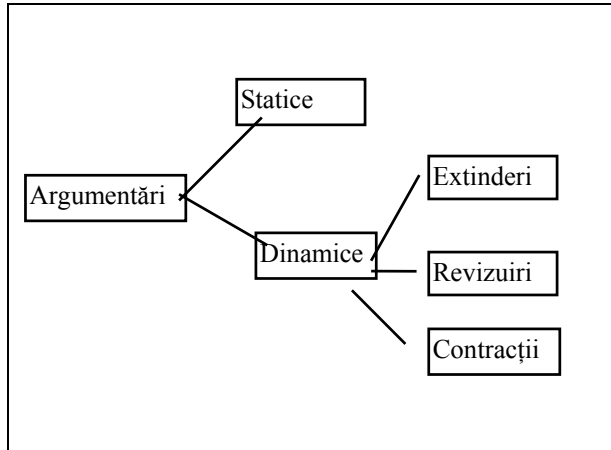 Statice
Argumentări
Extinderi
Dinamice
Revizuiri
Contracții